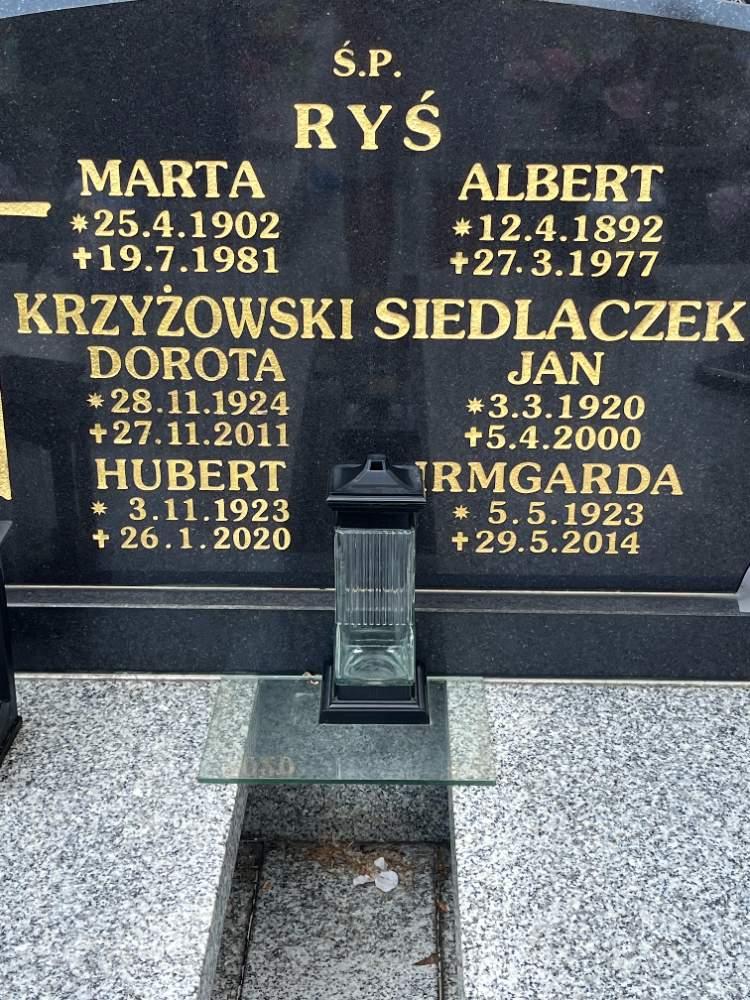 Ś.P.
RYŚ
MARTA ALBERT
*25.4.1902 *12.4.1892
+19.7.1981 +27.3.1977
KRZYŻOWSKI SIEDLACZEK
DOROTA JAN
*28.11.1924 *3.3.1920
+27.11.2011 +5.4.2000
HUBERT IRMGARDA
* 3.11.1923 * 5.5.1923
+26.1.2020 +29.5.2014